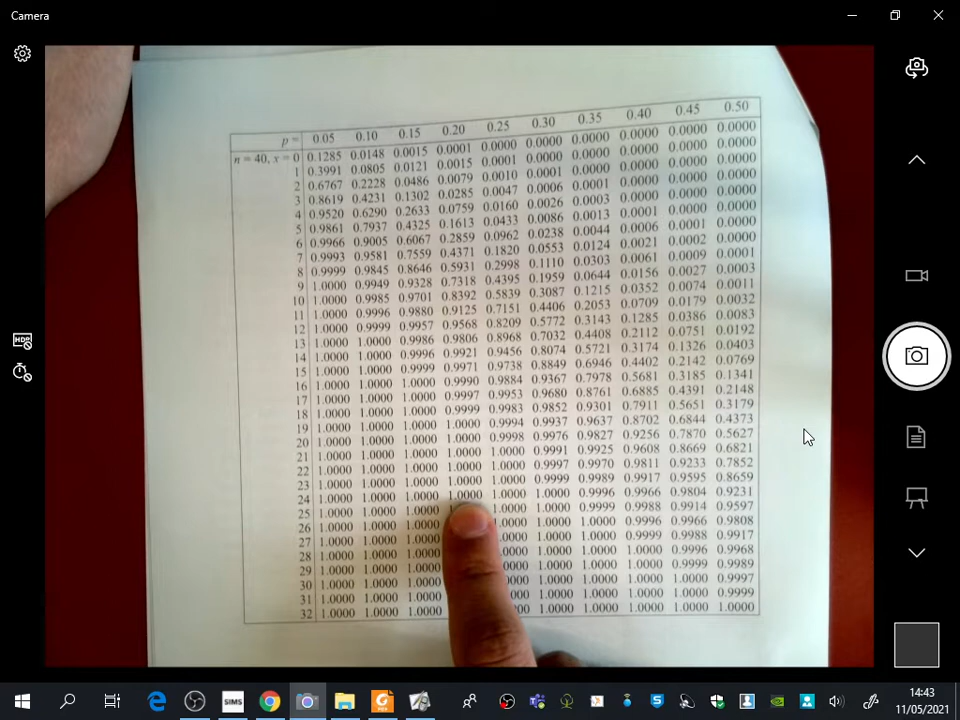 Camera
p = 0.05 0.10 0.15 0.20 0.25 0.30 0.35 0.40 0.45 0.50
n = 40, x = 0 0.1285 0.0148 0.0015 0.0001 0.0000 0.0000 0.0000 0.0000 0.0000 0.0000
1 0.3991 0.0805 0.0121 0.0015 0.0001 0.0000 0.0000 0.0000 0.0000 0.0000
2 0.6767 0.2228 0.0486 0.0079 0.0010 0.0001 0.0000 0.0000 0.0000 0.0000
3 0.8619 0.4231 0.1302 0.0285 0.0047 0.0006 0.0001 0.0000 0.0000 0.0000
4 0.9520 0.6290 0.2633 0.0759 0.0160 0.0026 0.0003 0.0000 0.0000 0.0000
5 0.9861 0.7937 0.4325 0.1613 0.0433 0.0086 0.0013 0.0001 0.0000 0.0000
6 0.9966 0.9005 0.6067 0.2859 0.0962 0.0238 0.0044 0.0006 0.0001 0.0000
7 0.9993 0.9581 0.7559 0.4371 0.1820 0.0553 0.0124 0.0021 0.0002 0.0000
8 0.9999 0.9845 0.8646 0.5931 0.2998 0.1110 0.0303 0.0061 0.0009 0.0001
9 1.0000 0.9949 0.9328 0.7318 0.4395 0.1959 0.0644 0.0156 0.0027 0.0003
10 1.0000 0.9985 0.9701 0.8392 0.5839 0.3087 0.1215 0.0352 0.0074 0.0011
11 1.0000 0.9996 0.9880 0.9125 0.7151 0.4406 0.2053 0.0709 0.0179 0.0032
12 1.0000 0.9999 0.9957 0.9568 0.8209 0.5772 0.3143 0.1285 0.0386 0.0083
13 1.0000 1.0000 0.9986 0.9806 0.8968 0.7032 0.4408 0.2112 0.0751 0.0192
14 1.0000 1.0000 0.9996 0.9921 0.9456 0.8074 0.5721 0.3174 0.1326 0.0403
15 1.0000 1.0000 0.9999 0.9971 0.9738 0.8849 0.6946 0.4402 0.2142 0.0769
16 1.0000 1.0000 1.0000 0.9990 0.9884 0.9367 0.7978 0.5681 0.3185 0.1341
17 1.0000 1.0000 1.0000 0.9997 0.9953 0.9680 0.8761 0.6885 0.4391 0.2148
18 1.0000 1.0000 1.0000 0.9999 0.9983 0.9852 0.9301 0.7911 0.5651 0.3179
19 1.0000 1.0000 1.0000 1.0000 0.9994 0.9937 0.9637 0.8702 0.6844 0.4373
20 1.0000 1.0000 1.0000 1.0000 0.9998 0.9976 0.9827 0.9256 0.7870 0.5627
21 1.0000 1.0000 1.0000 1.0000 1.0000 0.9991 0.9925 0.9608 0.8669 0.6821
22 1.0000 1.0000 1.0000 1.0000 1.0000 0.9997 0.9970 0.9811 0.9233 0.7852
23 1.0000 1.0000 1.0000 1.0000 1.0000 0.9999 0.9989 0.9917 0.9595 0.8659
24 1.0000 1.0000 1.0000 1.0000 1.0000 1.0000 0.9996 0.9966 0.9804 0.9231
25 1.0000 1.0000 1.0000 1.0000 1.0000 0.9999 0.9988 0.9914 0.9597
26 1.0000 1.0000 1.0000 1.0000 1.0000 1.0000 0.9996 0.9966 0.9808
27 1.0000 1.0000 1.0000 1.0000 1.0000 0.9999 0.9988 0.9917
28 1.0000 1.0000 1.0000 1.0000 1.0000 1.0000 0.9996 0.9968
29 1.0000 1.0000 1.0000 1.0000 1.0000 1.0000 0.9999 0.9989
30 1.0000 1.0000 1.0000 1.0000 1.0000 1.0000 1.0000 0.9997
31 1.0000 1.0000 1.0000 1.0000 1.0000 1.0000 1.0000 0.9999
32 1.0000 1.0000 1.0000 1.0000 1.0000 1.0000 1.0000 1.0000
SIMS
14:43
11/05/2021